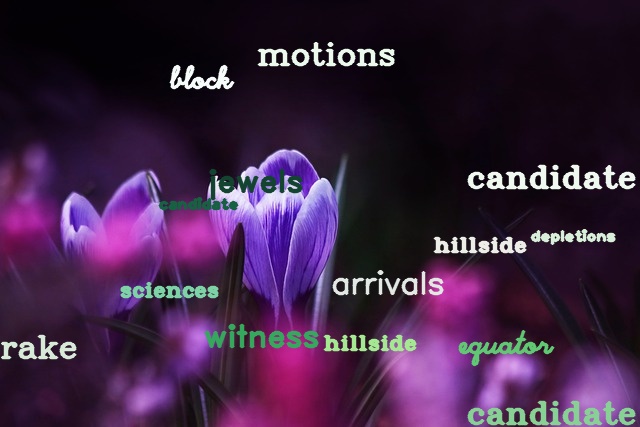 motions
block
candidate
jewels
candidate
depletions
hillside
arrivals
sciences
witness
hillside
equator
rake
candidate